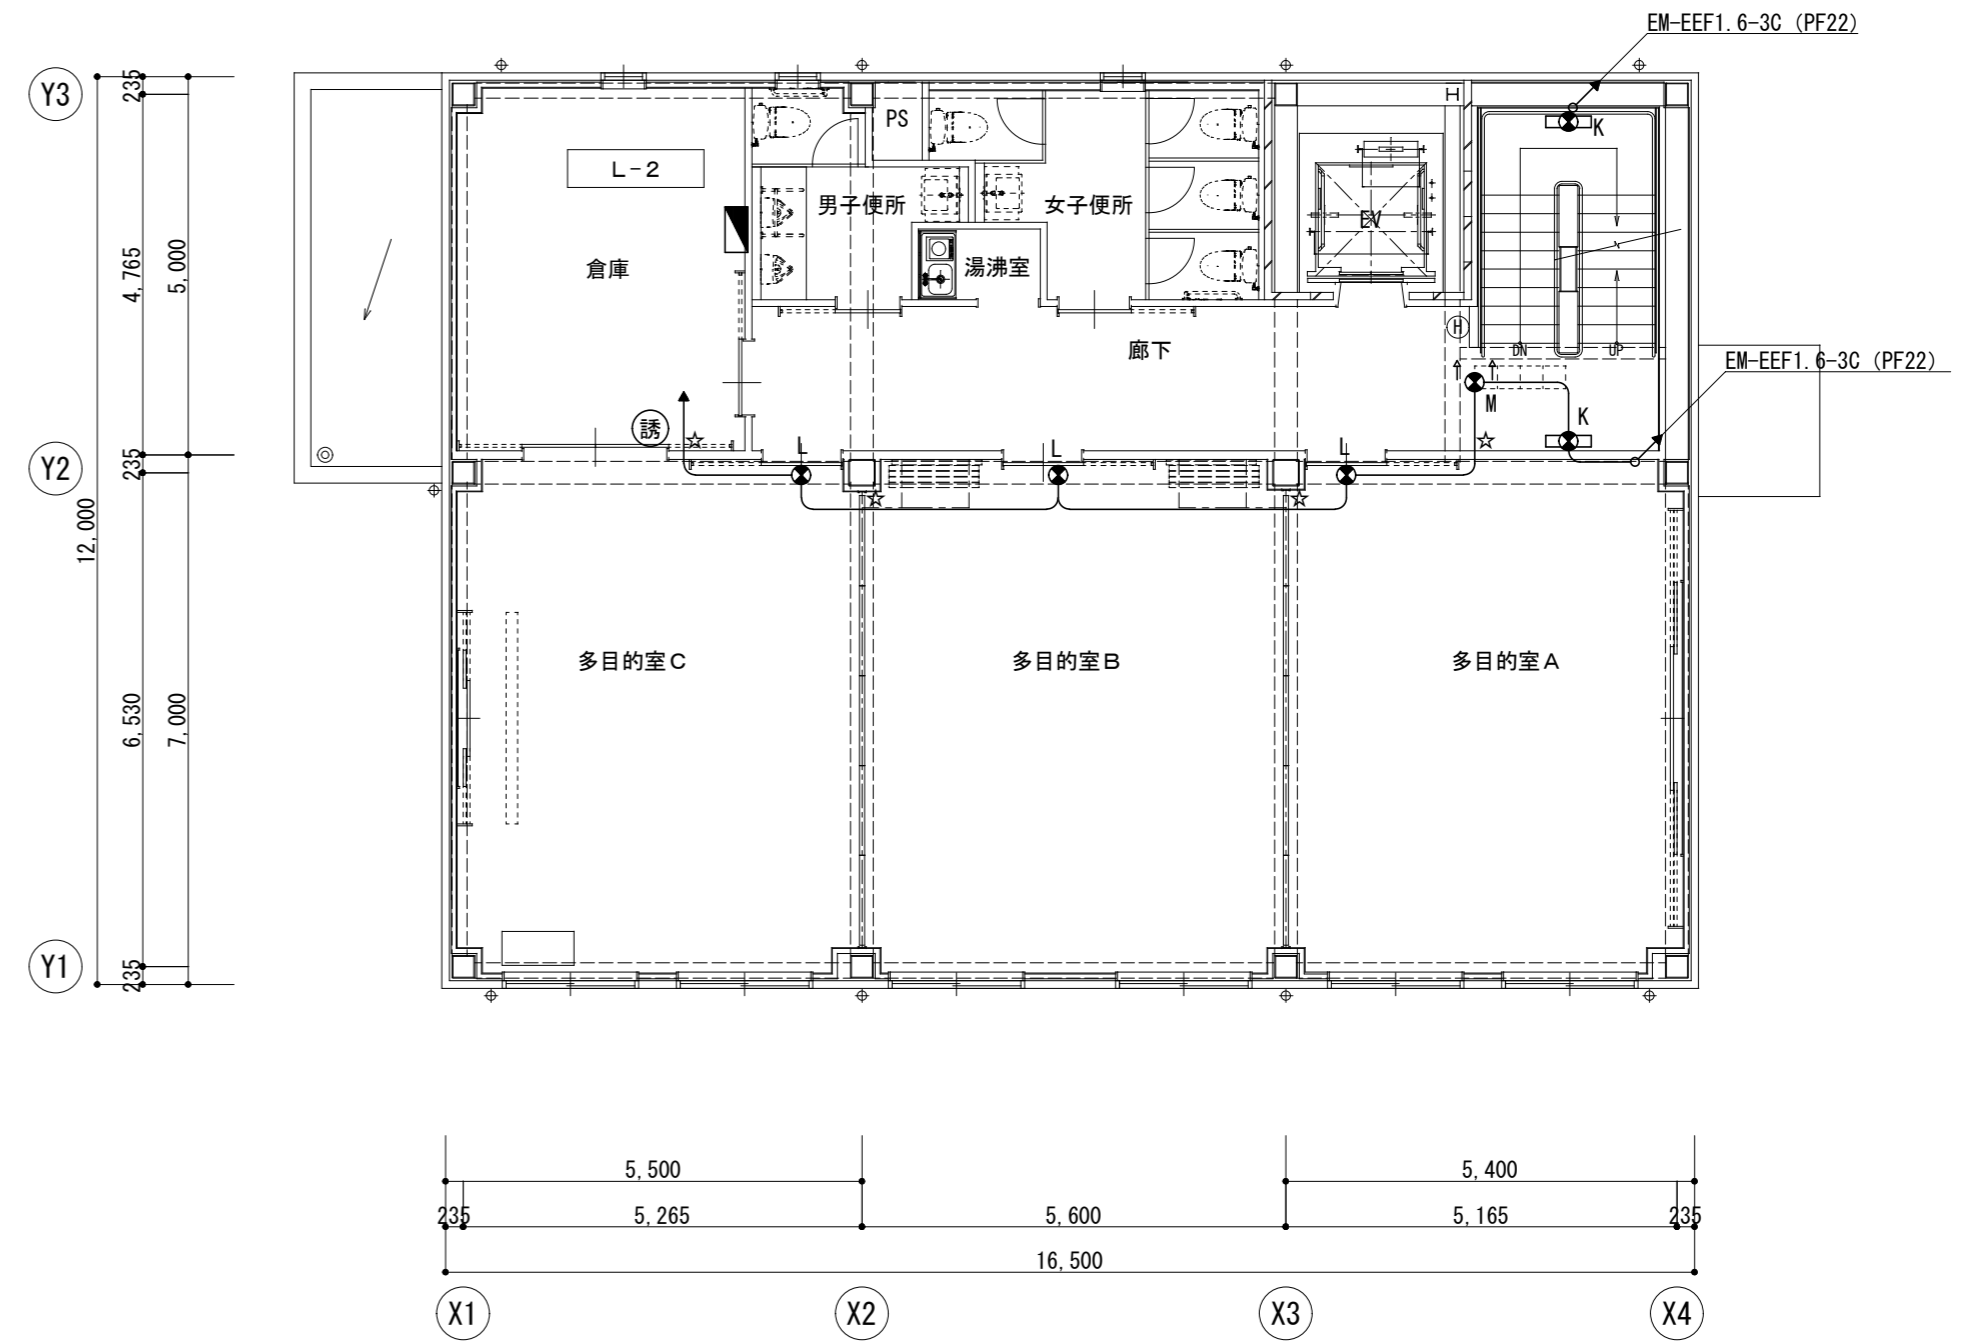 EM-EEF1.6-3C (PF22)
Y3
235
H
PS
K
L-2
男子便所
女子便所
EV
4,765
5,000
倉庫
湯沸室
H
廊下
DN
UP
EM-EEF1.6-3C (PF22)
M
K
誘
L
L
L
Y2
235
12,000
多目的室C
多目的室B
多目的室A
6,530
7,000
Y1
235
5,500
5,400
235
5,265
5,600
5,165
235
16,500
X1
X2
X3
X4